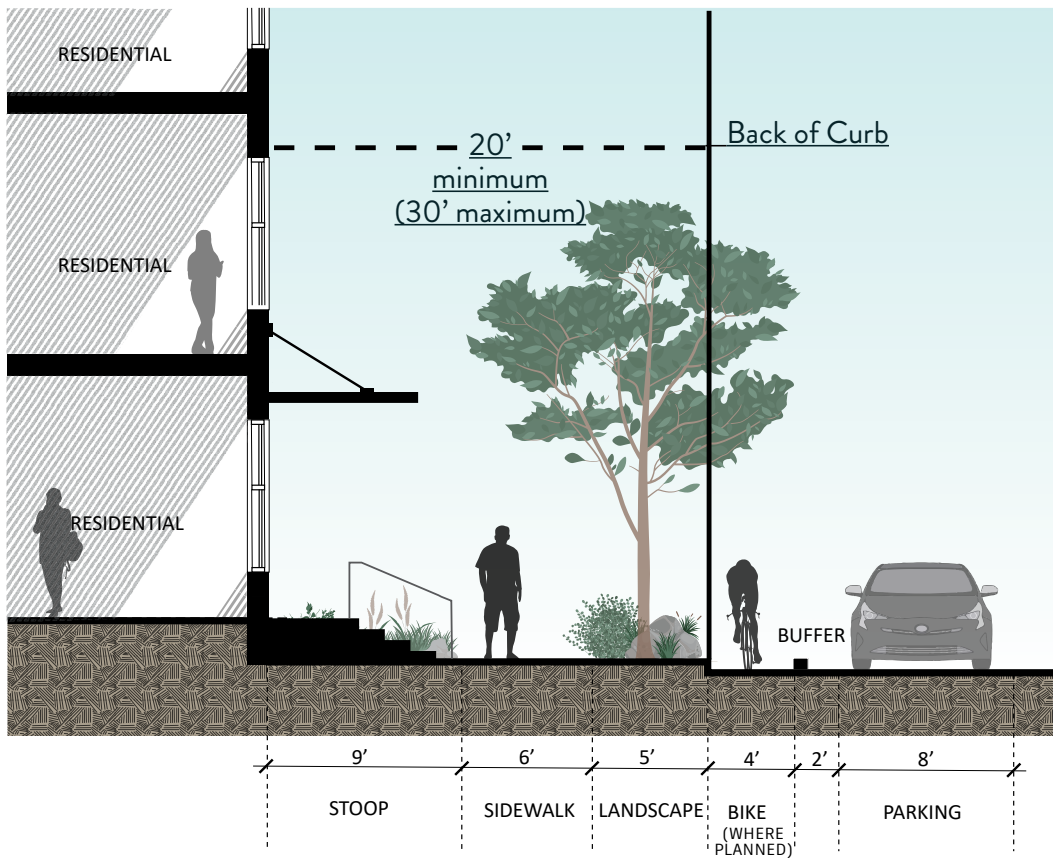 RESIDENTIAL
Back of Curb
20’
minimum
(30’ maximum)
RESIDENTIAL
RESIDENTIAL
BUFFER
9’ 6’ 5’ 4’ 2’ 8’
STOOP SIDEWALK LANDSCAPE BIKE PARKING
(WHERE
PLANNED)